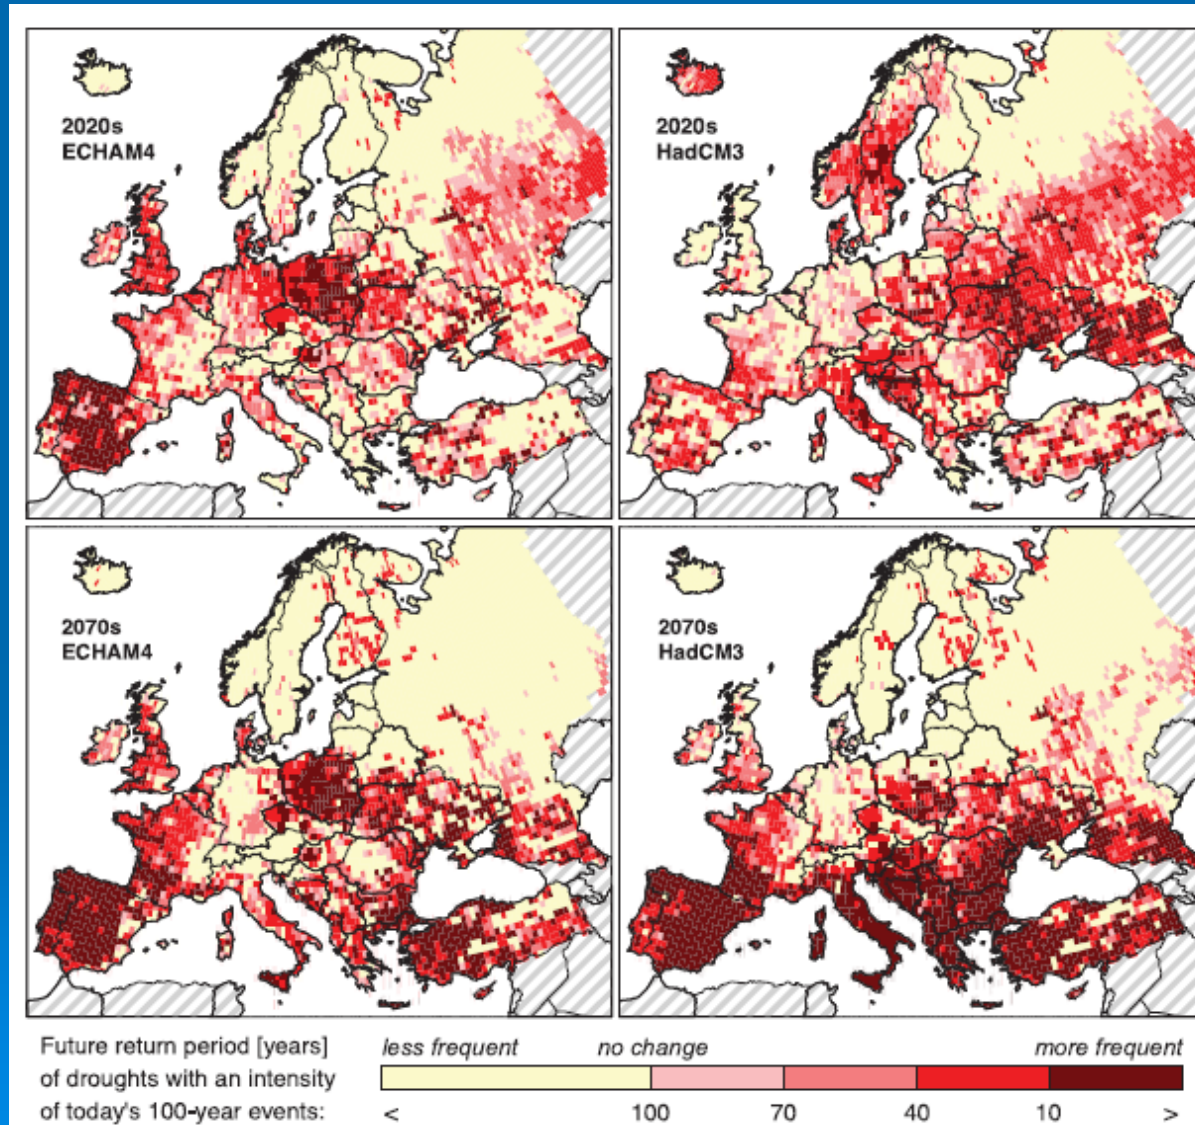 2020s
ECHAM4
2020s
HadCM3
2070s
ECHAM4
2070s
HadCM3
Future return period [years]
of droughts with an intensity
of today's 100-year events:
less frequent no change more frequent
< 100 70 40 10 >